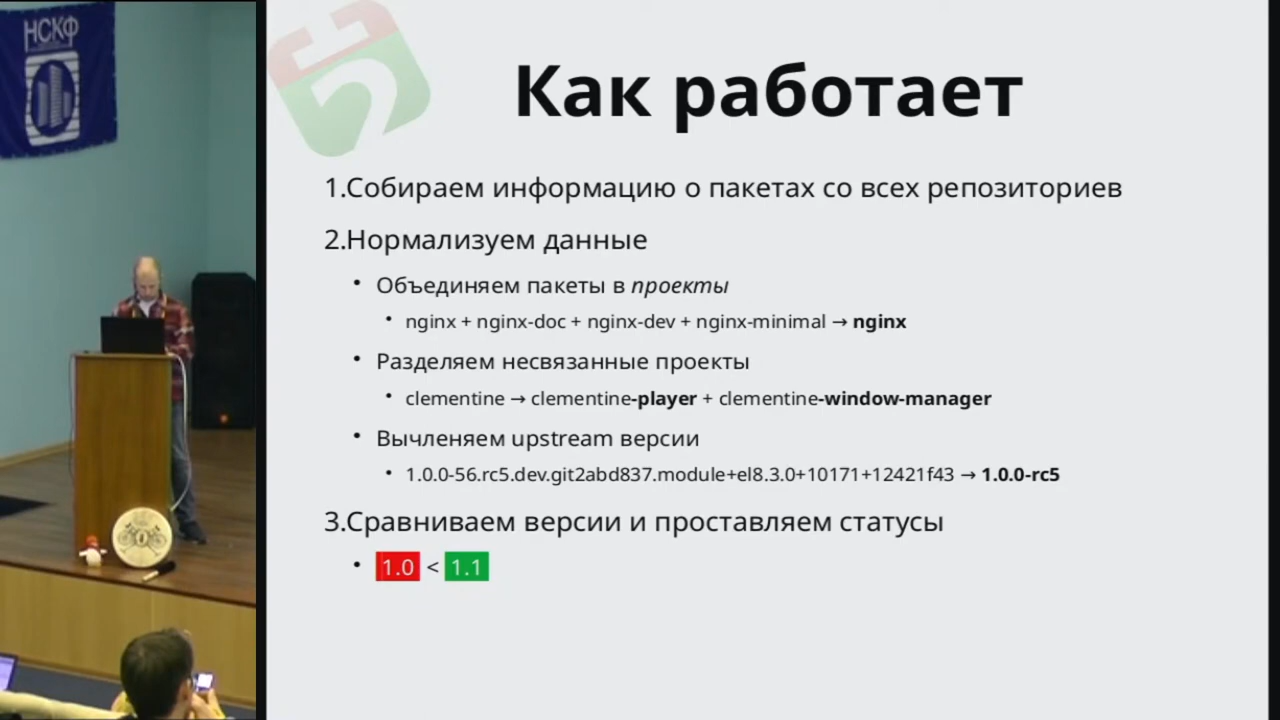 НСКФ
Как работает
1.Собираем информацию о пакетах со всех репозиториев
2.Нормализуем данные
• Объединяем пакеты в проекты
• nginx + nginx-doc + nginx-dev + nginx-minimal → nginx
• Разделяем несвязанные проекты
• clementine → clementine-player + clementine-window-manager
• Вычленяем upstream версии
• 1.0.0-56.rc5.dev.git2abd837.module+el8.3.0+10171+12421f43 → 1.0.0-rc5
3.Сравниваем версии и проставляем статусы
• 1.0 < 1.1